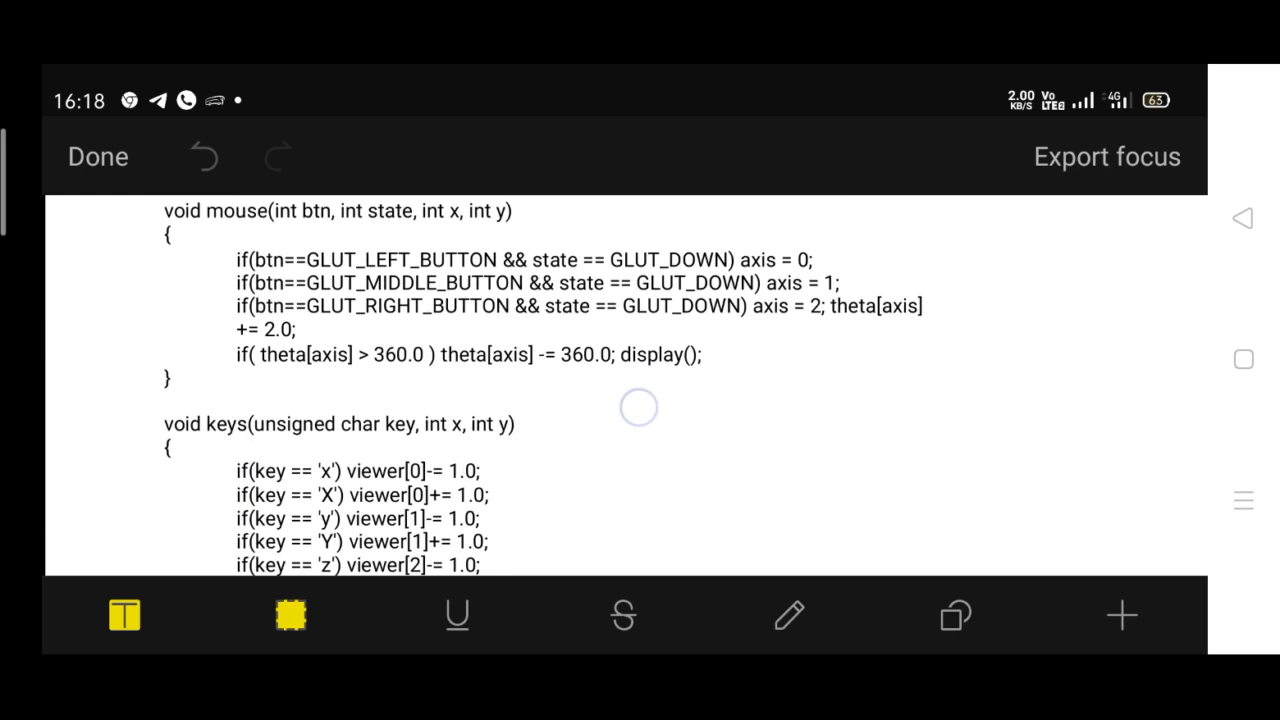 16:18
2.00 KB/S Vo LTE2 4G 63
Done
Export focus
void mouse(int btn, int state, int x, int y)
{
if(btn==GLUT_LEFT_BUTTON && state == GLUT_DOWN) axis = 0;
if(btn==GLUT_MIDDLE_BUTTON && state == GLUT_DOWN) axis = 1;
if(btn==GLUT_RIGHT_BUTTON && state == GLUT_DOWN) axis = 2; theta[axis]
+= 2.0;
if( theta[axis] > 360.0 ) theta[axis] -= 360.0; display();
}
void keys(unsigned char key, int x, int y)
{
if(key == 'x') viewer[0]-= 1.0;
if(key == 'X') viewer[0]+= 1.0;
if(key == 'y') viewer[1]-= 1.0;
if(key == 'Y') viewer[1]+= 1.0;
if(key == 'z') viewer[2]-= 1.0;
T U S